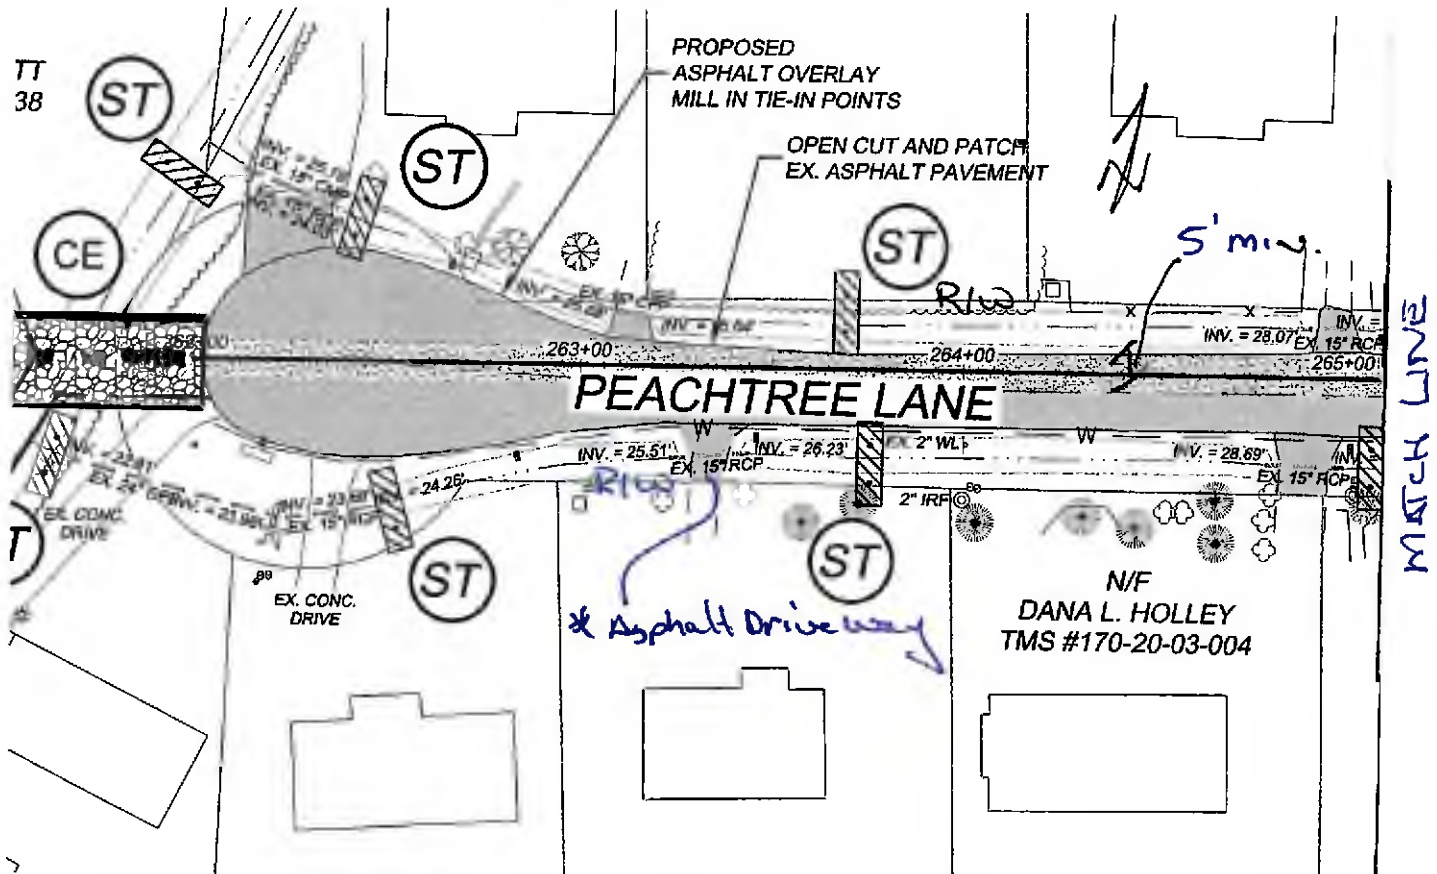 TT
38
ST
PROPOSED
ASPHALT OVERLAY
MILL IN TIE-IN POINTS
OPEN CUT AND PATCH
EX. ASPHALT PAVEMENT
ST
ST
5' min.
CE
R/W
INV. = 28.07'
INV. =
EX. 15" RCP
263+00
264+00
265+00
PEACHTREE LANE
MATCH LINE
W
W
INV. = 25.51'
INV. = 26.23'
EX. 2" WL
INV. = 28.69'
EX. 15" RCP
EX. 15" RCP
24.26'
R/W
2" IRF
EX. CONC.
DRIVE
T
ST
ST
EX. CONC.
DRIVE
* Asphalt Driveway
N/F
DANA L. HOLLEY
TMS #170-20-03-004